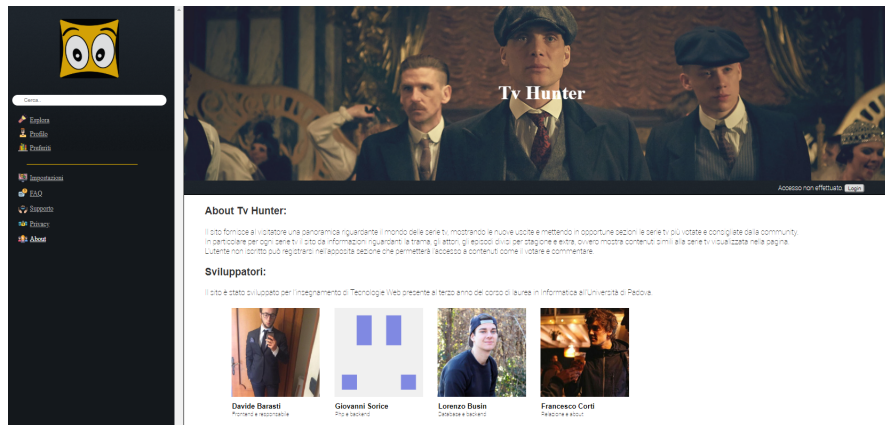 Cerca...
Esplora
Profilo
Preferiti
Impostazioni
FAQ
Supporto
Privacy
About
Tv Hunter
Accesso non effettuato Login
About Tv Hunter:
Il sito fornisce al visitatore una panoramica riguardante il mondo delle serie tv, mostrando le nuove uscite e mettendo in opportune sezioni le serie tv più votate e consigliate dalla community.
In particolare per ogni serie tv il sito da informazioni riguardanti la trama, gli attori, gli episodi divisi per stagione e extra, ovvero mostra contenuti simili alla serie tv visualizzata nella pagina.
L'utente non iscritto può registrarsi nell'apposita sezione che permetterà l'accesso a contenuti come il votare e commentare.
Sviluppatori:
Il sito è stato sviluppato per l'insegnamento di Tecnologie Web presente al terzo anno del corso di laurea in Informatica all'Università di Padova.
Davide Barasti
Frontend e responsabile
Giovanni Sorice
Php e backend
Lorenzo Busin
Database e backend
Francesco Corti
Relazione e about